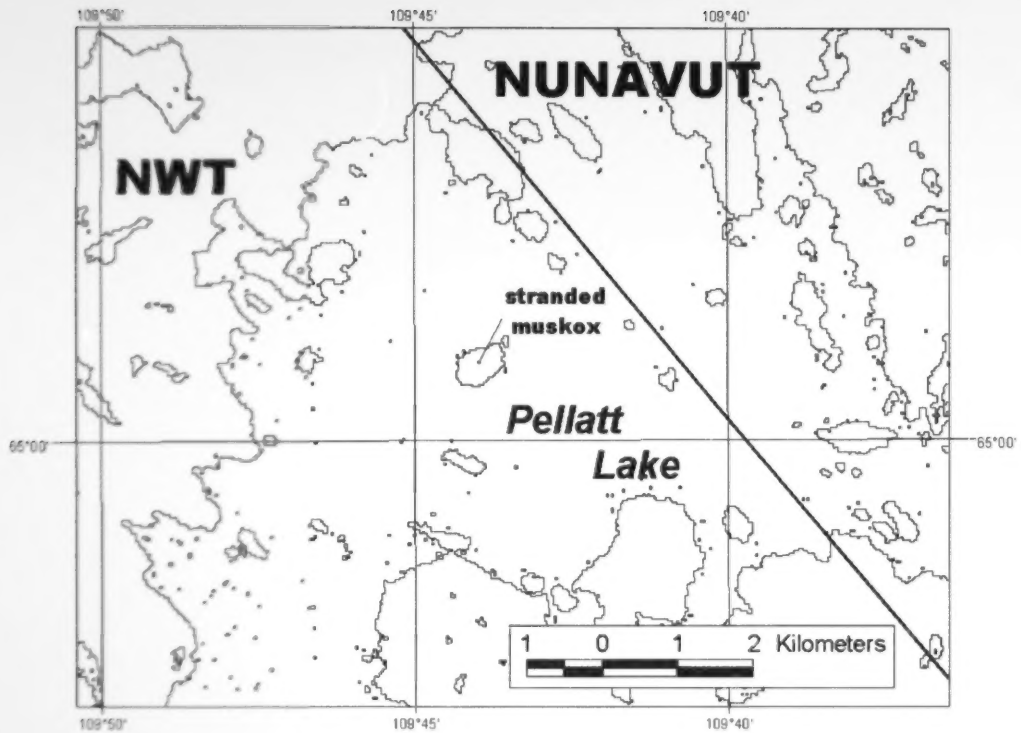 109°50' 109°45' 109°40'
NUNAVUT
NWT
stranded
muskox
Pellatt
Lake
65°00' 65°00'
1 0 1 2 Kilometers
109°50' 109°45' 109°40'